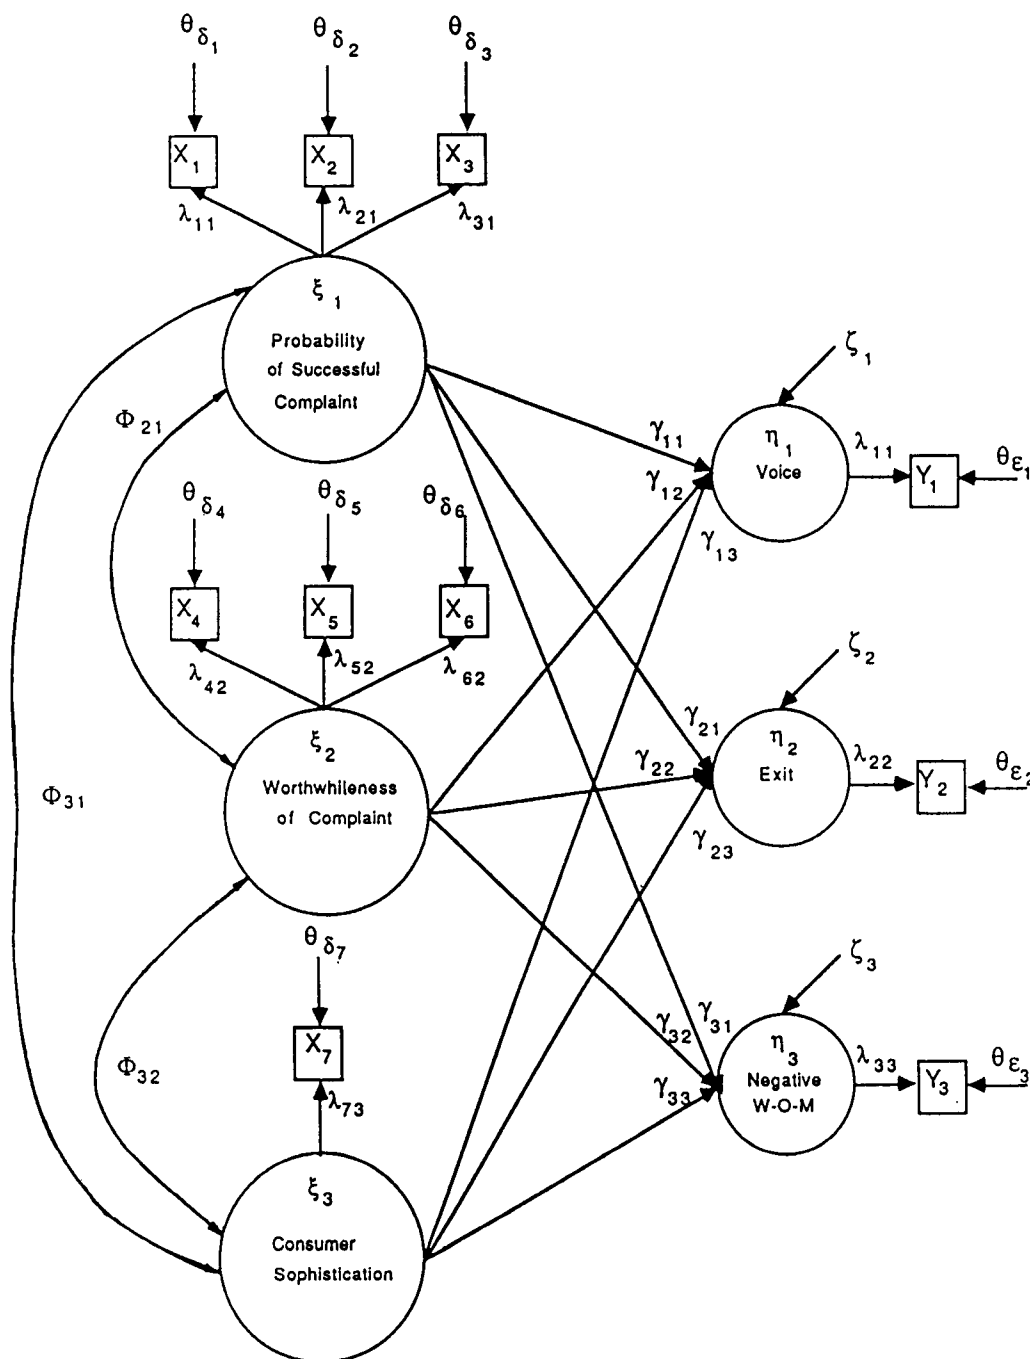 θδ1 θδ2 θδ3
X1 X2 X3
λ11 λ21 λ31
ξ1
Probability
of Successful
Complaint
Φ21
ζ1
γ11
γ12
γ13
η1
Voice
λ11
Y1
θε1
θδ4 θδ5 θδ6
X4 X5 X6
λ42 λ52 λ62
ξ2
Worthwhileness
of Complaint
Φ31
ζ2
γ21
γ22
γ23
η2
Exit
λ22
Y2
θε2
θδ7
X7
λ73
Φ32
ξ3
Consumer
Sophistication
ζ3
γ31
γ32
γ33
η3
Negative
W-O-M
λ33
Y3
θε3